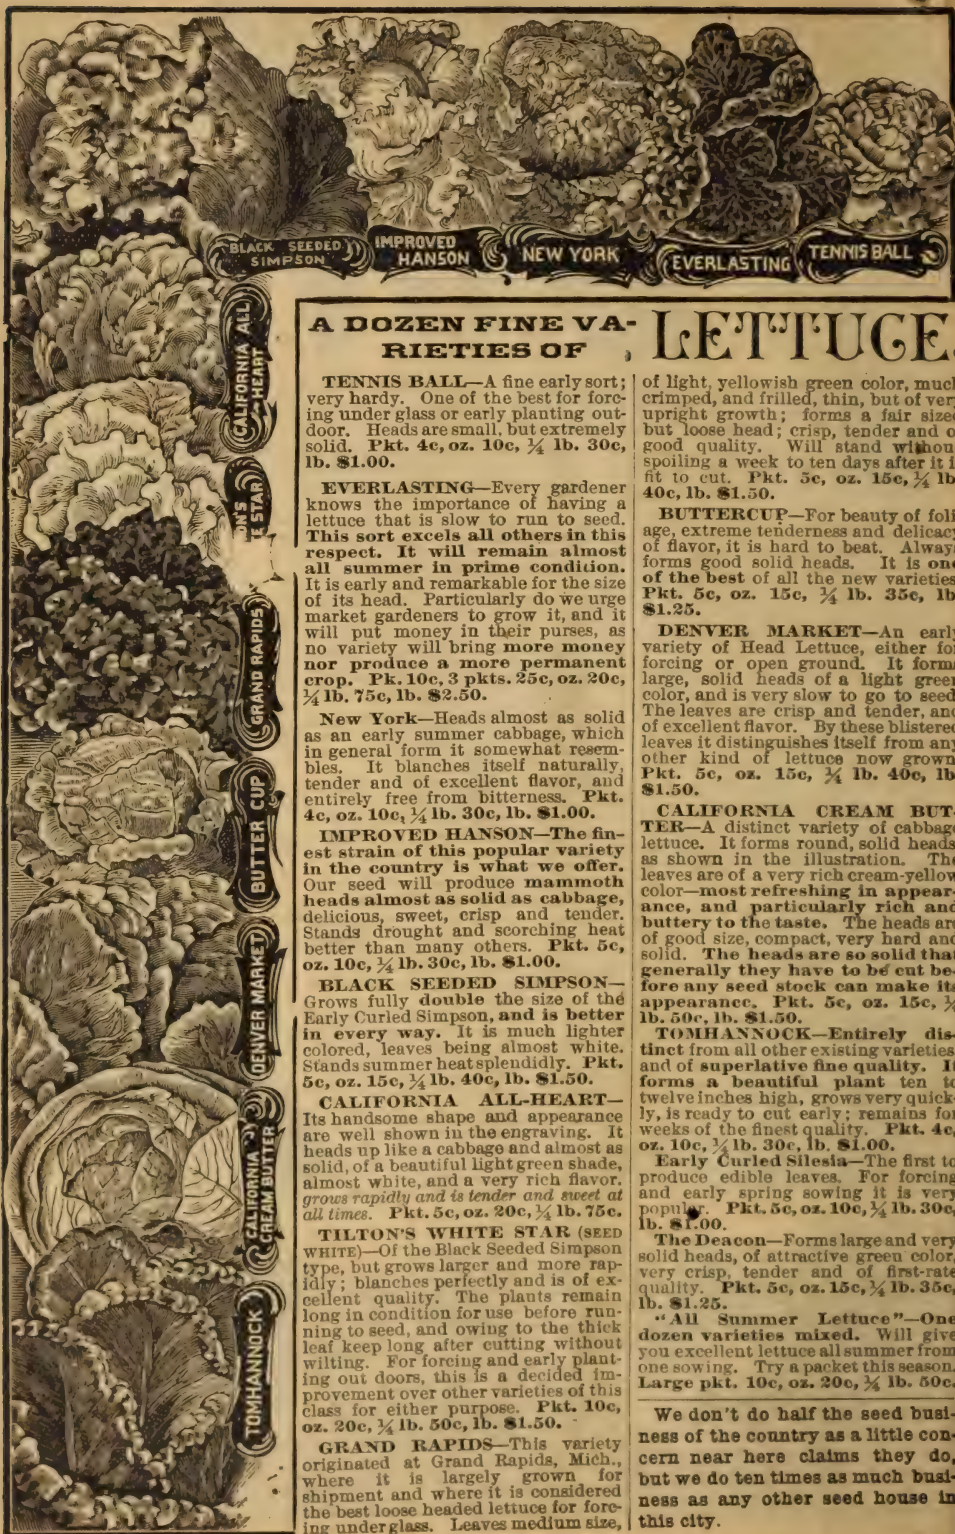 BLACK SEEDED
SIMPSON
IMPROVED
HANSON
NEW YORK
EVERLASTING
TENNIS BALL
CALIFORNIA ALL
HEART
STAR
GRAND RAPIDS
BUTTER CUP
DENVER MARKET
CALIFORNIA
CREAM BUTTER
TOMHANNOCK
A DOZEN FINE VA-
RIETIES OF
LETTUCE
TENNIS BALL—A fine early sort;
very hardy. One of the best for forc-
ing under glass or early planting out-
door. Heads are small, but extremely
solid. Pkt. 4c, oz. 10c, ¼ lb. 30c,
lb. $1.00.
EVERLASTING—Every gardener
knows the importance of having a
lettuce that is slow to run to seed.
This sort excels all others in this
respect. It will remain almost
all summer in prime condition.
It is early and remarkable for the size
of its head. Particularly do we urge
market gardeners to grow it, and it
will put money in their purses, as
no variety will bring more money
nor produce a more permanent
crop. Pk. 10c, 3 pkts. 25c, oz. 20c,
¼ lb. 75c, lb. $2.50.
New York—Heads almost as solid
as an early summer cabbage, which
in general form it somewhat resem-
bles. It blanches itself naturally,
tender and of excellent flavor, and
entirely free from bitterness. Pkt.
4c, oz. 10c, ¼ lb. 30c, lb. $1.00.
IMPROVED HANSON—The fin-
est strain of this popular variety
in the country is what we offer.
Our seed will produce mammoth
heads almost as solid as cabbage,
delicious, sweet, crisp and tender.
Stands drought and scorching heat
better than many others. Pkt. 5c,
oz. 10c, ¼ lb. 30c, lb. $1.00.
BLACK SEEDED SIMPSON—
Grows fully double the size of the
Early Curled Simpson, and is better
in every way. It is much lighter
colored, leaves being almost white.
Stands summer heat splendidly. Pkt.
5c, oz. 15c, ¼ lb. 40c, lb. $1.50.
CALIFORNIA ALL-HEART—
Its handsome shape and appearance
are well shown in the engraving. It
heads up like a cabbage and almost as
solid, of a beautiful light green shade,
almost white, and a very rich flavor.
grows rapidly and is tender and sweet at
all times. Pkt. 5c, oz. 20c, ¼ lb. 75c.
TILTON'S WHITE STAR (SEED
WHITE)—Of the Black Seeded Simpson
type, but grows larger and more rap-
idly; blanches perfectly and is of ex-
cellent quality. The plants remain
long in condition for use before run-
ning to seed, and owing to the thick
leaf keep long after cutting without
wilting. For forcing and early plant-
ing out doors, this is a decided im-
provement over other varieties of this
class for either purpose. Pkt. 10c,
oz. 20c, ¼ lb. 50c, lb. $1.50.
GRAND RAPIDS—This variety
originated at Grand Rapids, Mich.,
where it is largely grown for
shipment and where it is considered
the best loose headed lettuce for forc-
ing under glass. Leaves medium size,
of light, yellowish green color, much
crimped, and frilled, thin, but of very
upright growth; forms a fair size
but loose head; crisp, tender and o
good quality. Will stand withou
spoiling a week to ten days after it i
fit to cut. Pkt. 5c, oz. 15c, ¼ lb
40c, lb. $1.50.
BUTTERCUP—For beauty of foli
age, extreme tenderness and delicacy
of flavor, it is hard to beat. Alway
forms good solid heads. It is one
of the best of all the new varieties
Pkt. 5c, oz. 15c, ¼ lb. 35c, lb
$1.25.
DENVER MARKET—An early
variety of Head Lettuce, either for
forcing or open ground. It forms
large, solid heads of a light green
color, and is very slow to go to seed
The leaves are crisp and tender, and
of excellent flavor. By these blistered
leaves it distinguishes itself from any
other kind of lettuce now grown
Pkt. 5c, oz. 15c, ¼ lb. 40c, lb
$1.50.
CALIFORNIA CREAM BUT-
TER—A distinct variety of cabbage
lettuce. It forms round, solid heads
as shown in the illustration. The
leaves are of a very rich cream-yellow
color—most refreshing in appear-
ance, and particularly rich and
buttery to the taste. The heads are
of good size, compact, very hard and
solid. The heads are so solid that
generally they have to be cut be-
fore any seed stock can make its
appearance. Pkt. 5c, oz. 15c, ¼
lb. 50c, lb. $1.50.
TOMHANNOCK—Entirely dis-
tinct from all other existing varieties
and of superlative fine quality. It
forms a beautiful plant ten to
twelve inches high, grows very quick-
ly, is ready to cut early; remains for
weeks of the finest quality. Pkt. 4c,
oz. 10c, ¼ lb. 30c, lb. $1.00.
Early Curled Silesia—The first to
produce edible leaves. For forcing
and early spring sowing it is very
popular. Pkt. 5c, oz. 10c, ¼ lb. 30c,
lb. $1.00.
The Deacon—Forms large and very
solid heads, of attractive green color,
very crisp, tender and of first-rate
quality. Pkt. 5c, oz. 15c, ¼ lb. 35c,
lb. $1.25.
"All Summer Lettuce"—One
dozen varieties mixed. Will give
you excellent lettuce all summer from
one sowing. Try a packet this season.
Large pkt. 10c, oz. 20c, ¼ lb. 50c.
We don't do half the seed busi-
ness of the country as a little con-
cern near here claims they do,
but we do ten times as much busi-
ness as any other seed house in
this city.